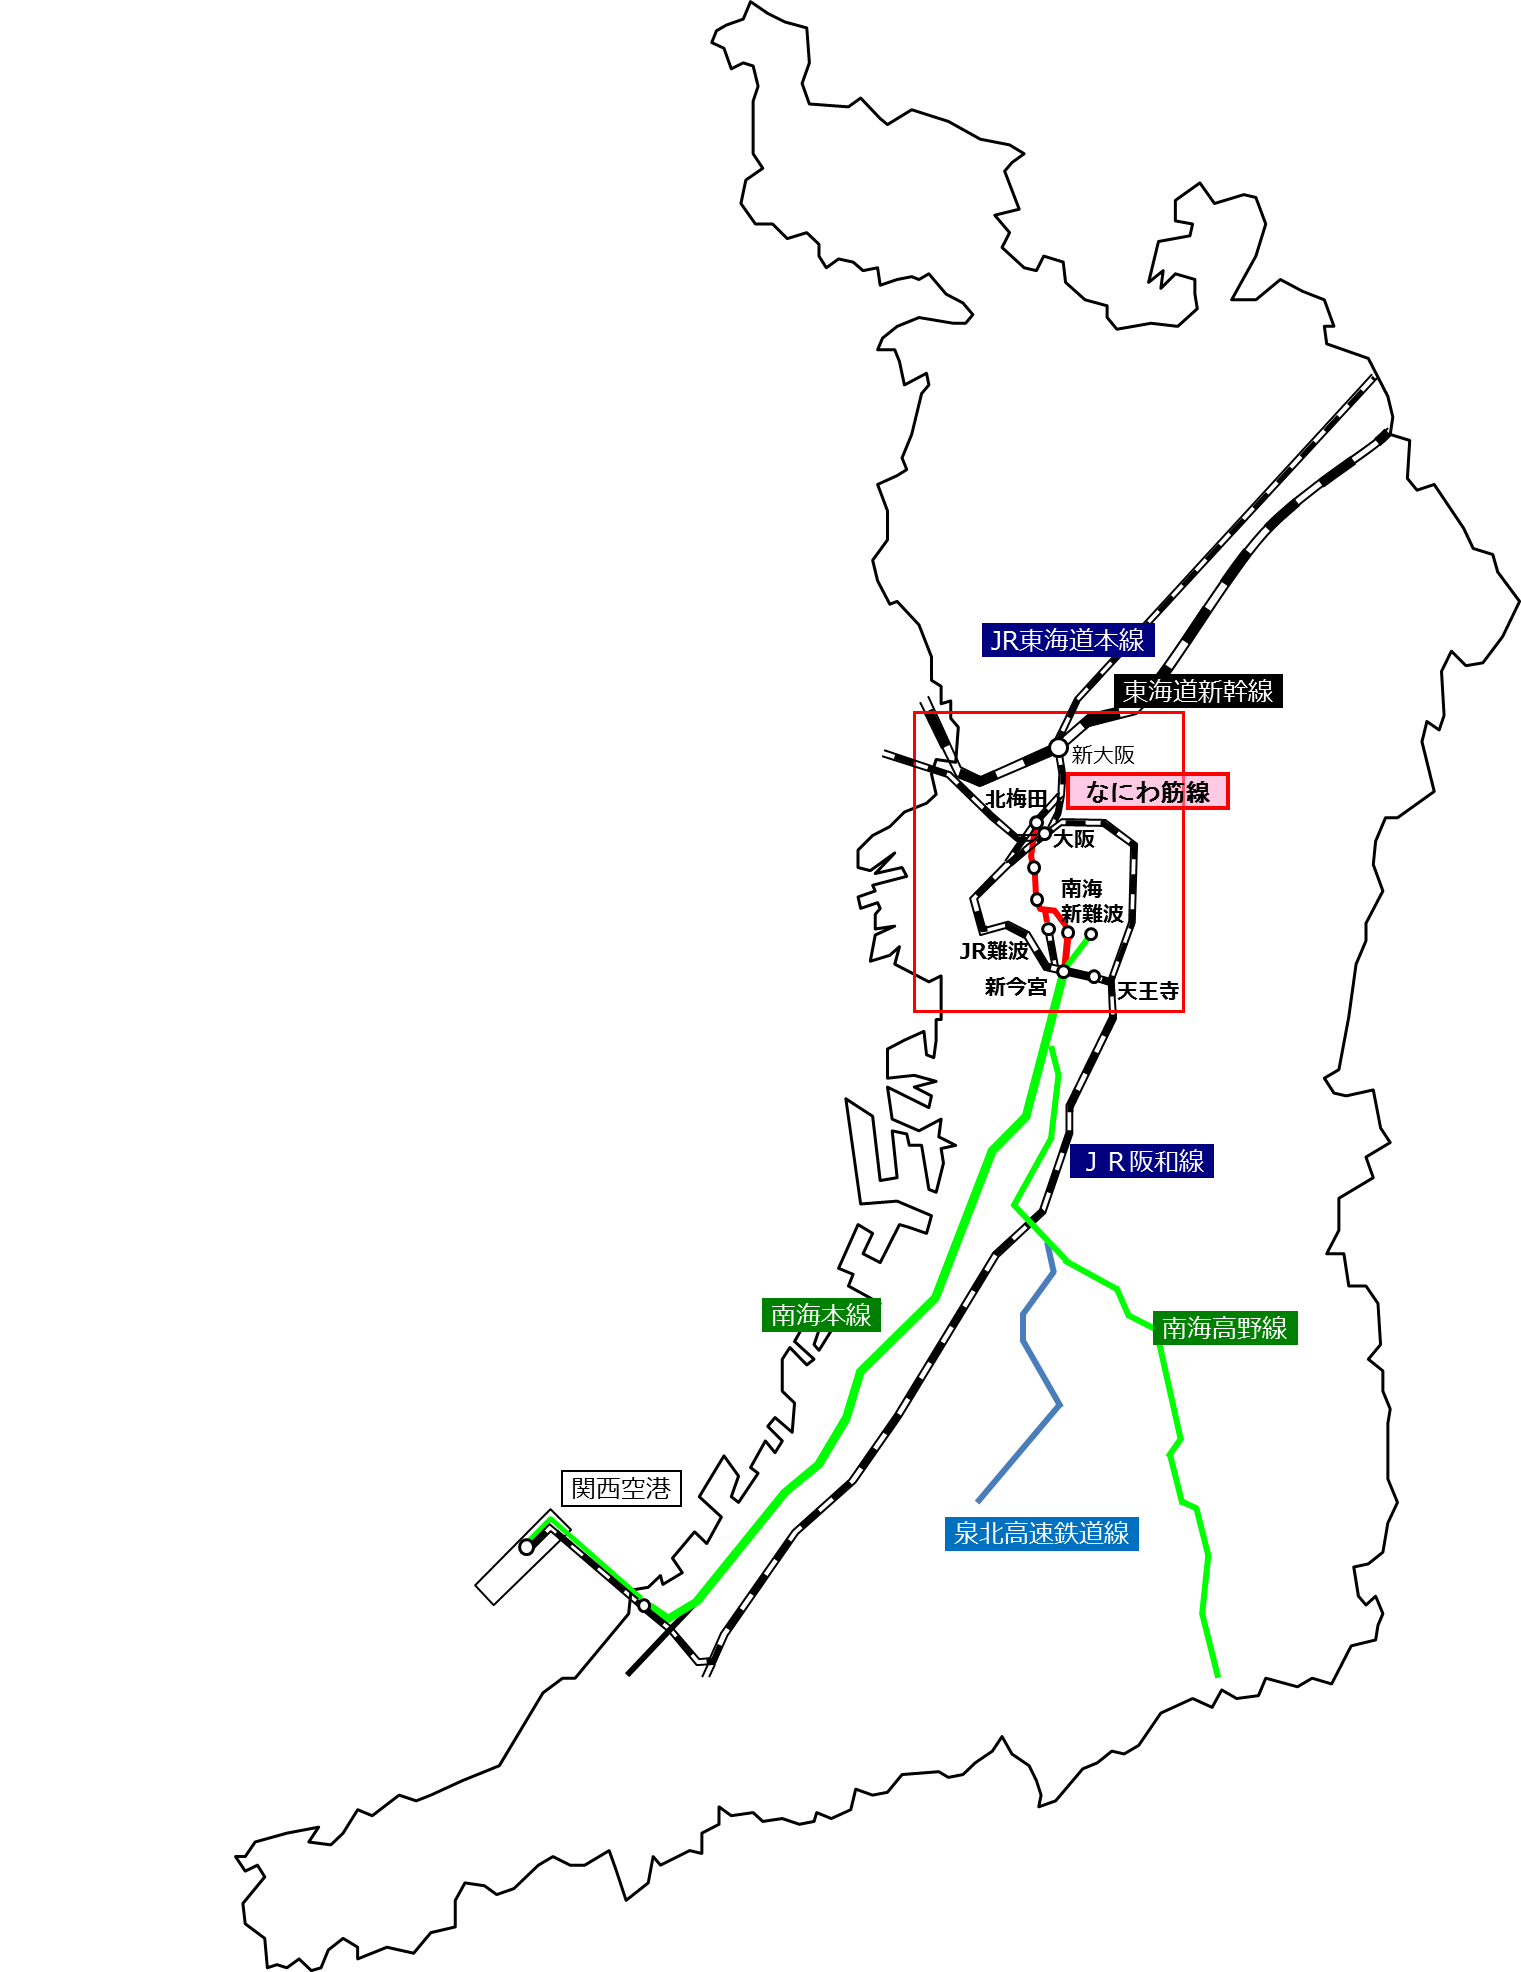 JR東海道本線
東海道新幹線
新大阪
なにわ筋線
北梅田
大阪
南海
新難波
JR難波
新今宮
天王寺
ＪＲ阪和線
南海本線
南海高野線
関西空港
泉北高速鉄道線